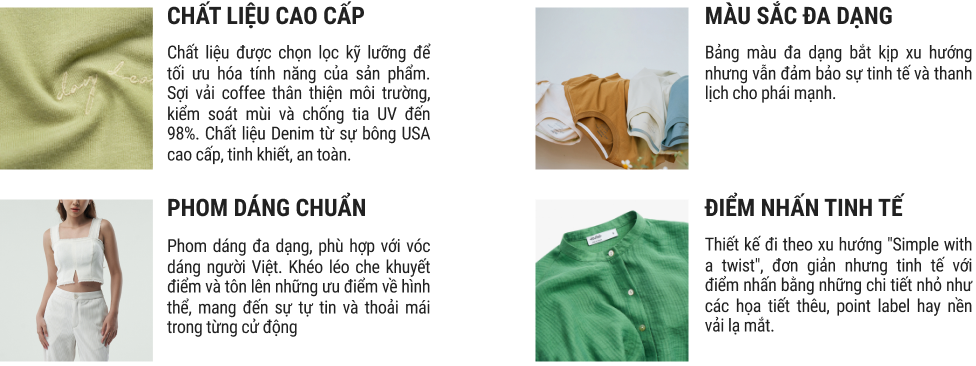 CHẤT LIỆU CAO CẤP
Chất liệu được chọn lọc kỹ lưỡng để
tối ưu hóa tính năng của sản phẩm.
Sợi vải coffee thân thiện môi trường,
kiểm soát mùi và chống tia UV đến
98%. Chất liệu Denim từ sự bông USA
cao cấp, tinh khiết, an toàn.
MÀU SẮC ĐA DẠNG
Bảng màu đa dạng bắt kịp xu hướng
nhưng vẫn đảm bảo sự tinh tế và thanh
lịch cho phái mạnh.
PHOM DÁNG CHUẨN
Phom dáng đa dạng, phù hợp với vóc
dáng người Việt. Khéo léo che khuyết
điểm và tôn lên những ưu điểm về hình
thể, mang đến sự tự tin và thoải mái
trong từng cử động
ĐIỂM NHẤN TINH TẾ
Thiết kế đi theo xu hướng "Simple with
a twist", đơn giản nhưng tinh tế với
điểm nhấn bằng những chi tiết nhỏ như
các họa tiết thêu, point label hay nền
vải lạ mắt.